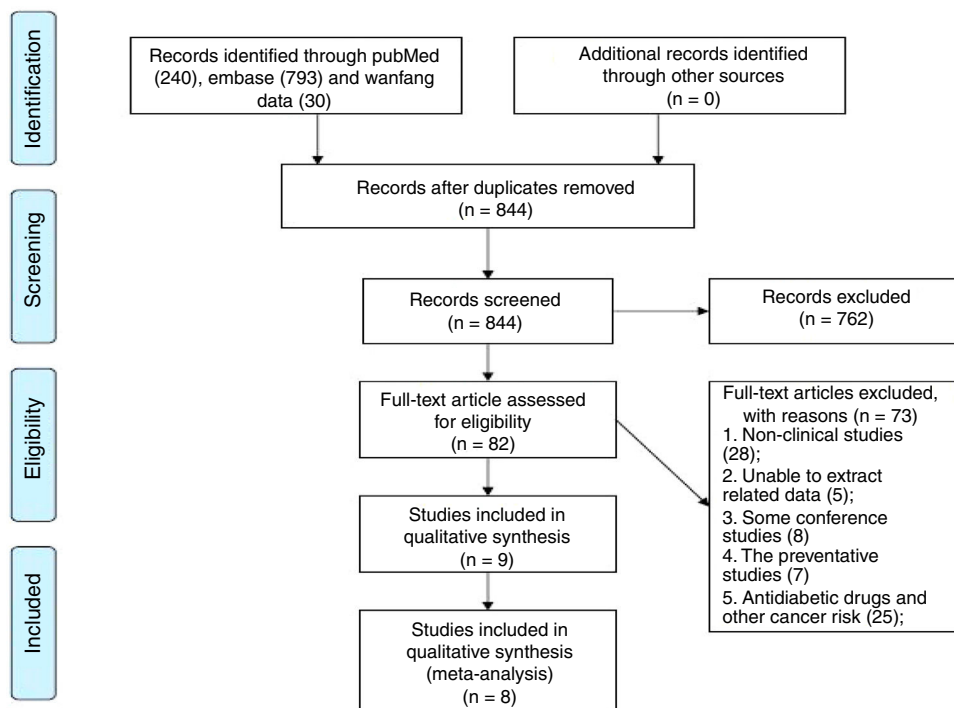 Identification
Records identified through pubMed
(240), embase (793) and wanfang
data (30)
Additional records identified
through other sources
(n = 0)
Records after duplicates removed
(n = 844)
Screening
Records screened
(n = 844)
Records excluded
(n = 762)
Eligibility
Full-text article assessed
for eligibility
(n = 82)
Full-text articles excluded,
with reasons (n = 73)
1. Non-clinical studies
(28);
2. Unable to extract
related data (5);
3. Some conference
studies (8)
4. The preventative
studies (7)
5. Antidiabetic drugs and
other cancer risk (25);
Studies included in
qualitative synthesis
(n = 9)
Included
Studies included in
qualitative synthesis
(meta-analysis)
(n = 8)